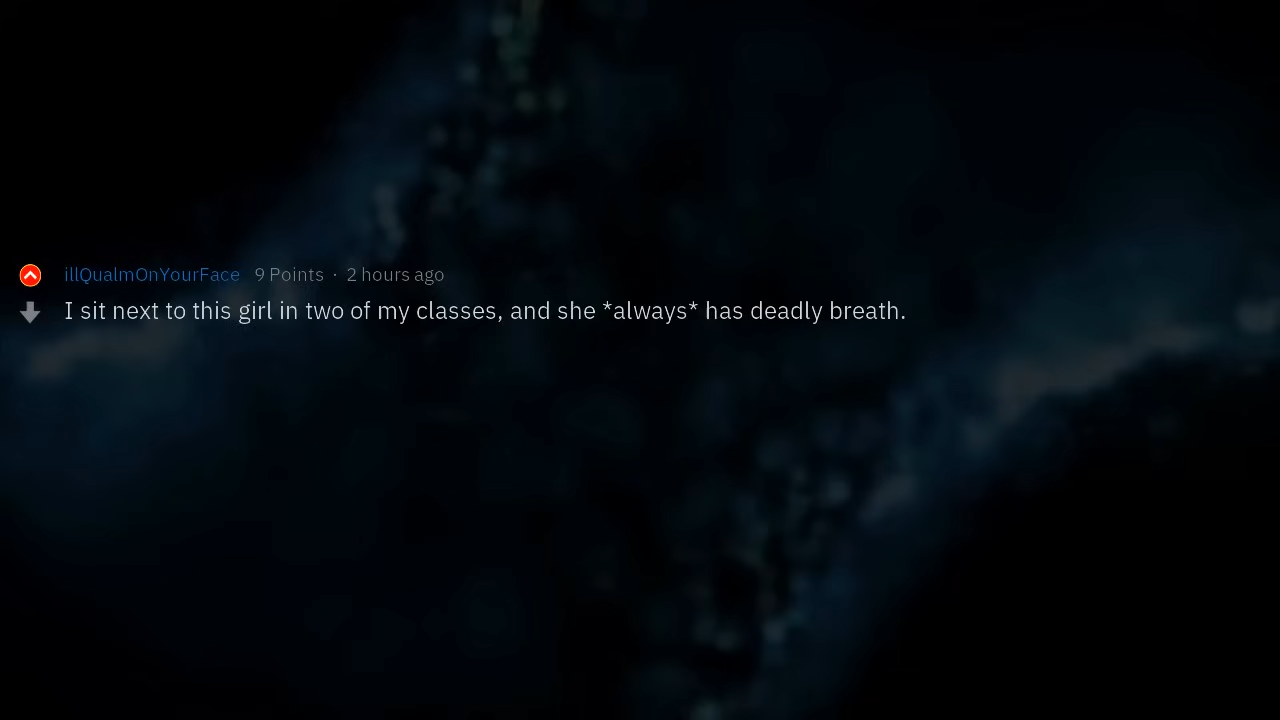 illQualmOnYourFace 9 Points · 2 hours ago
I sit next to this girl in two of my classes, and she *always* has deadly breath.